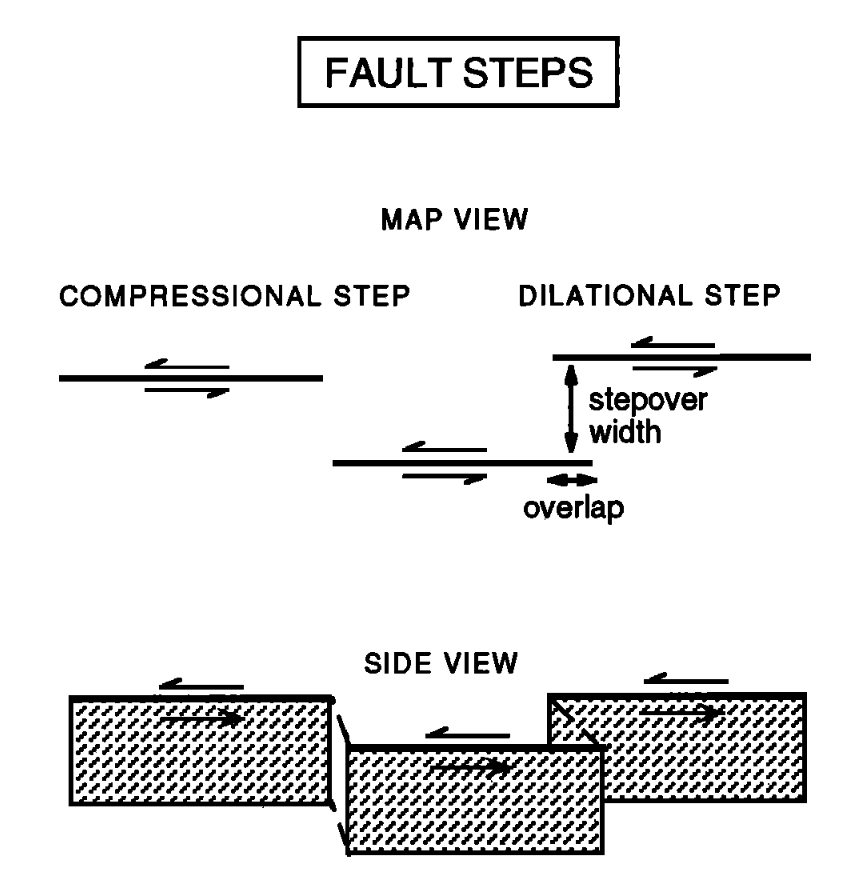 FAULT STEPS
MAP VIEW
COMPRESSIONAL STEP
DILATIONAL STEP
stepover
width
overlap
SIDE VIEW